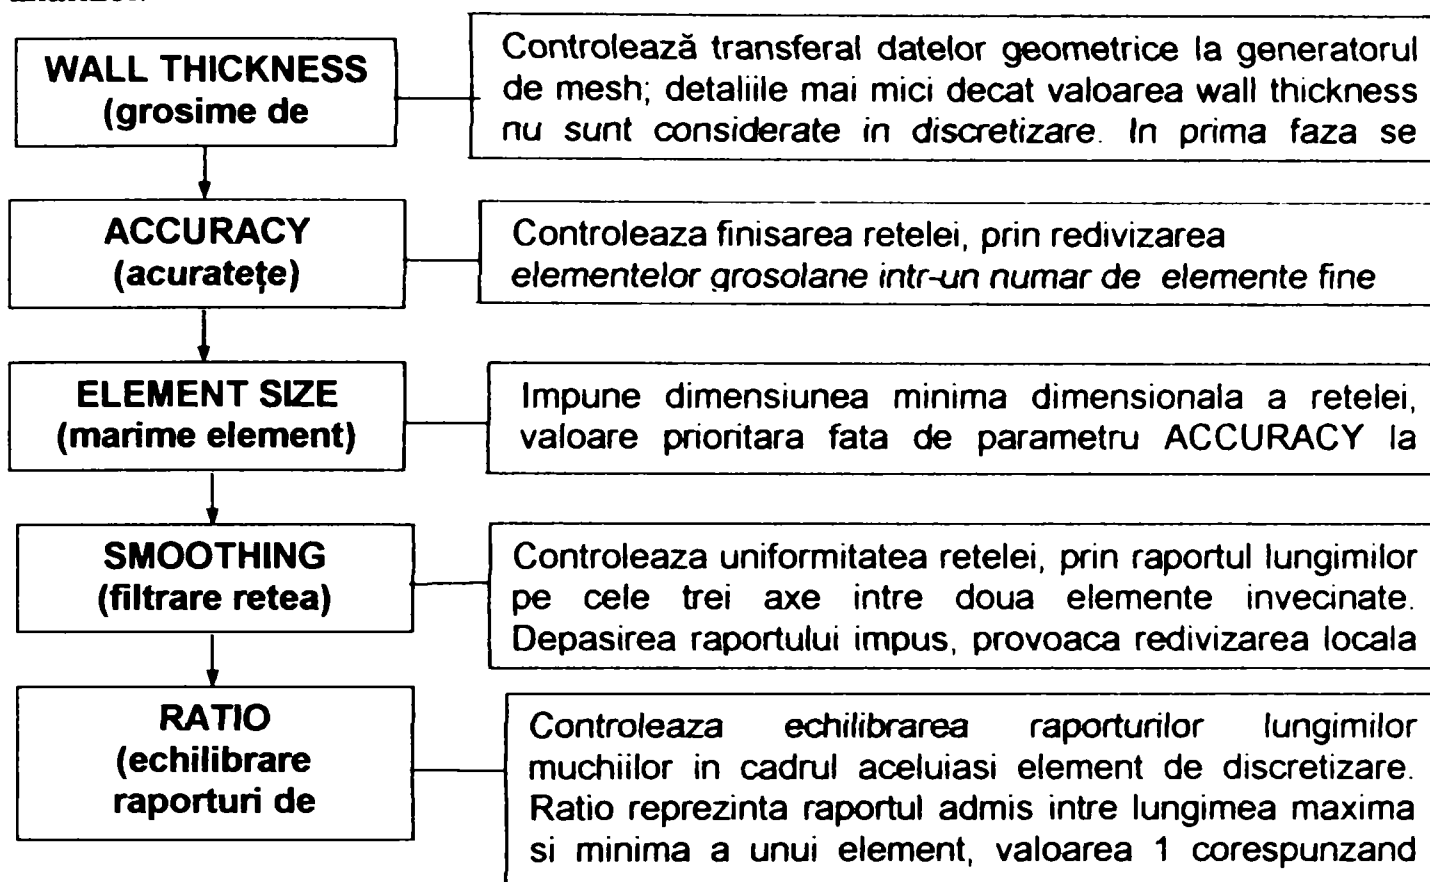 WALL THICKNESS
(grosime de
Controlează transferal datelor geometrice la generatorul
de mesh; detaliile mai mici decat valoarea wall thickness
nu sunt considerate in discretizare. In prima faza se
ACCURACY
(acuratețe)
Controleaza finisarea retelei, prin redivizarea
elementelor grosolane intr-un numar de elemente fine
ELEMENT SIZE
(marime element)
Impune dimensiunea minima dimensionala a retelei,
valoare prioritara fata de parametru ACCURACY la
SMOOTHING
(filtrare retea)
Controleaza uniformitatea retelei, prin raportul lungimilor
pe cele trei axe intre doua elemente invecinate.
Depasirea raportului impus, provoaca redivizarea locala
RATIO
(echilibrare
raporturi de
Controleaza echilibrarea raporturilor lungimilor
muchiilor in cadrul aceluiasi element de discretizare.
Ratio reprezinta raportul admis intre lungimea maxima
si minima a unui element, valoarea 1 corespunzand